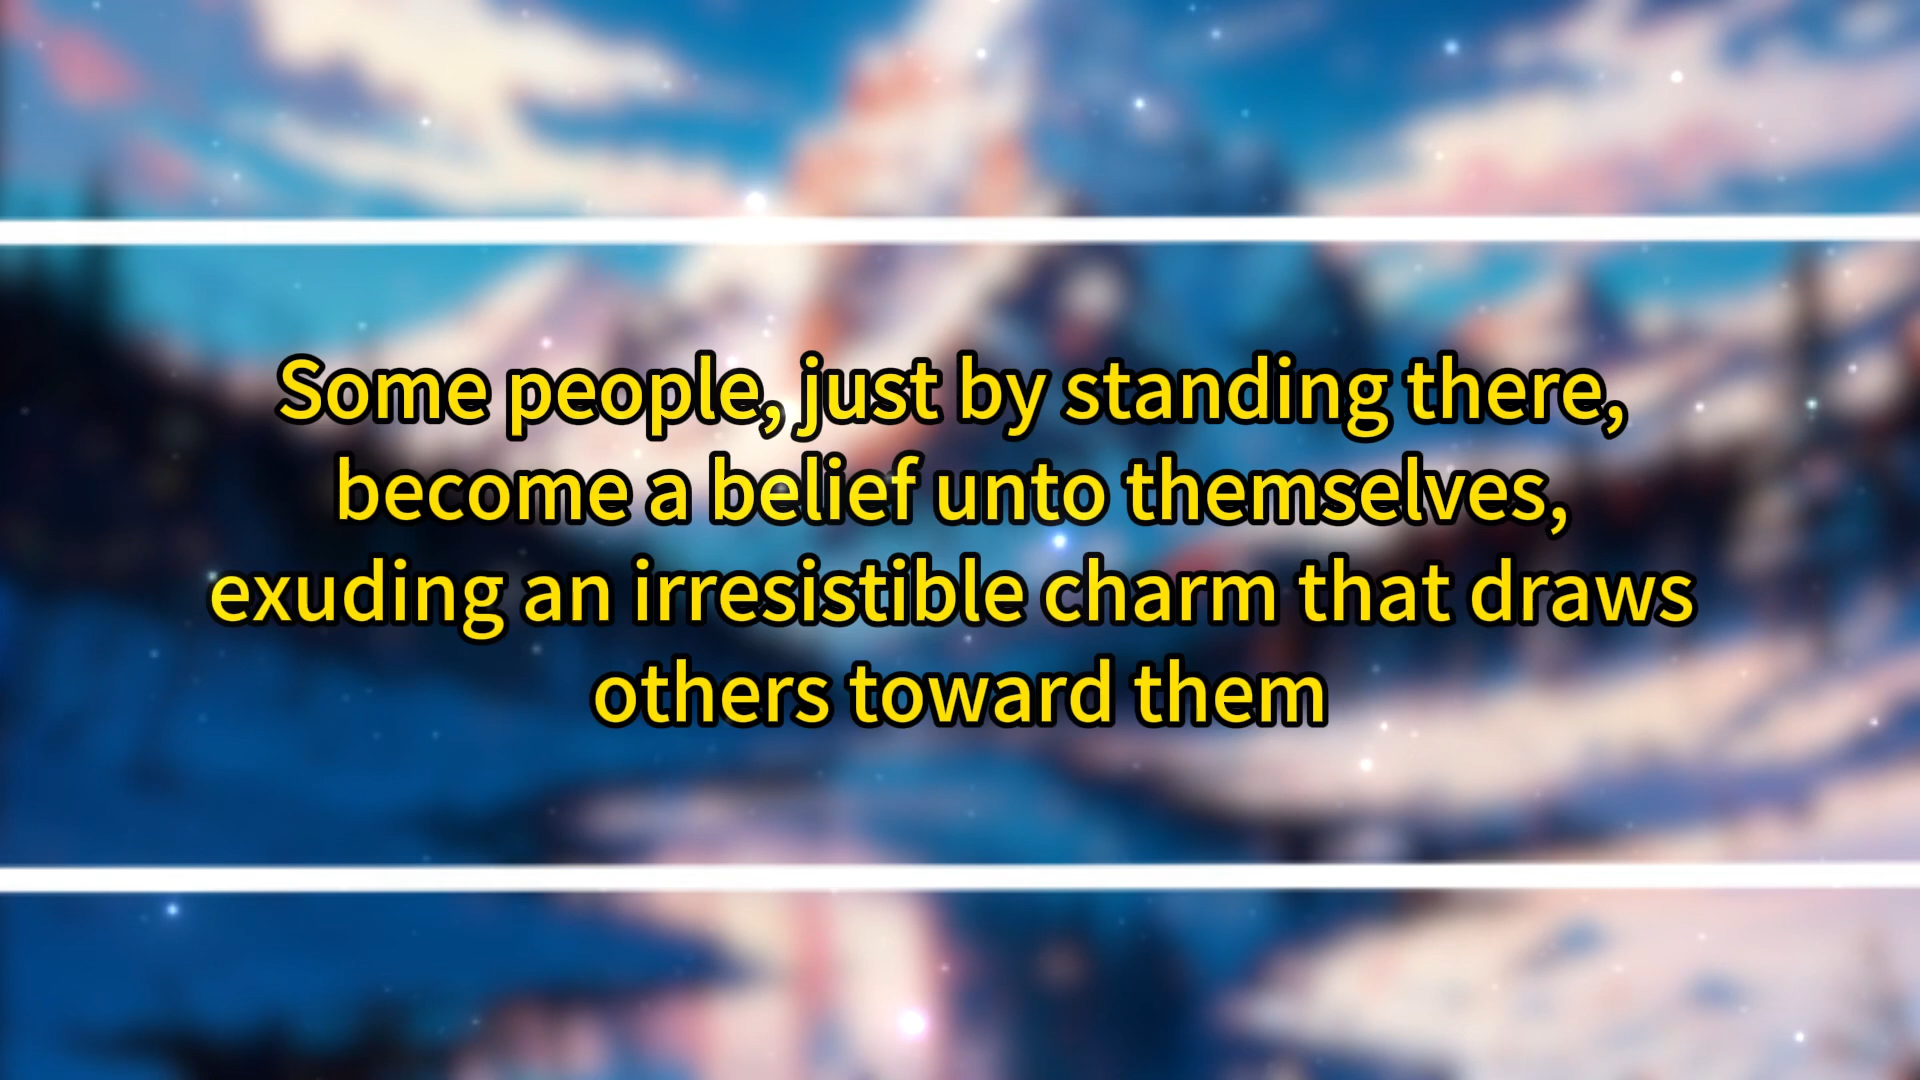 Some people, just by standing there,
become a belief unto themselves,
exuding an irresistible charm that draws
others toward them